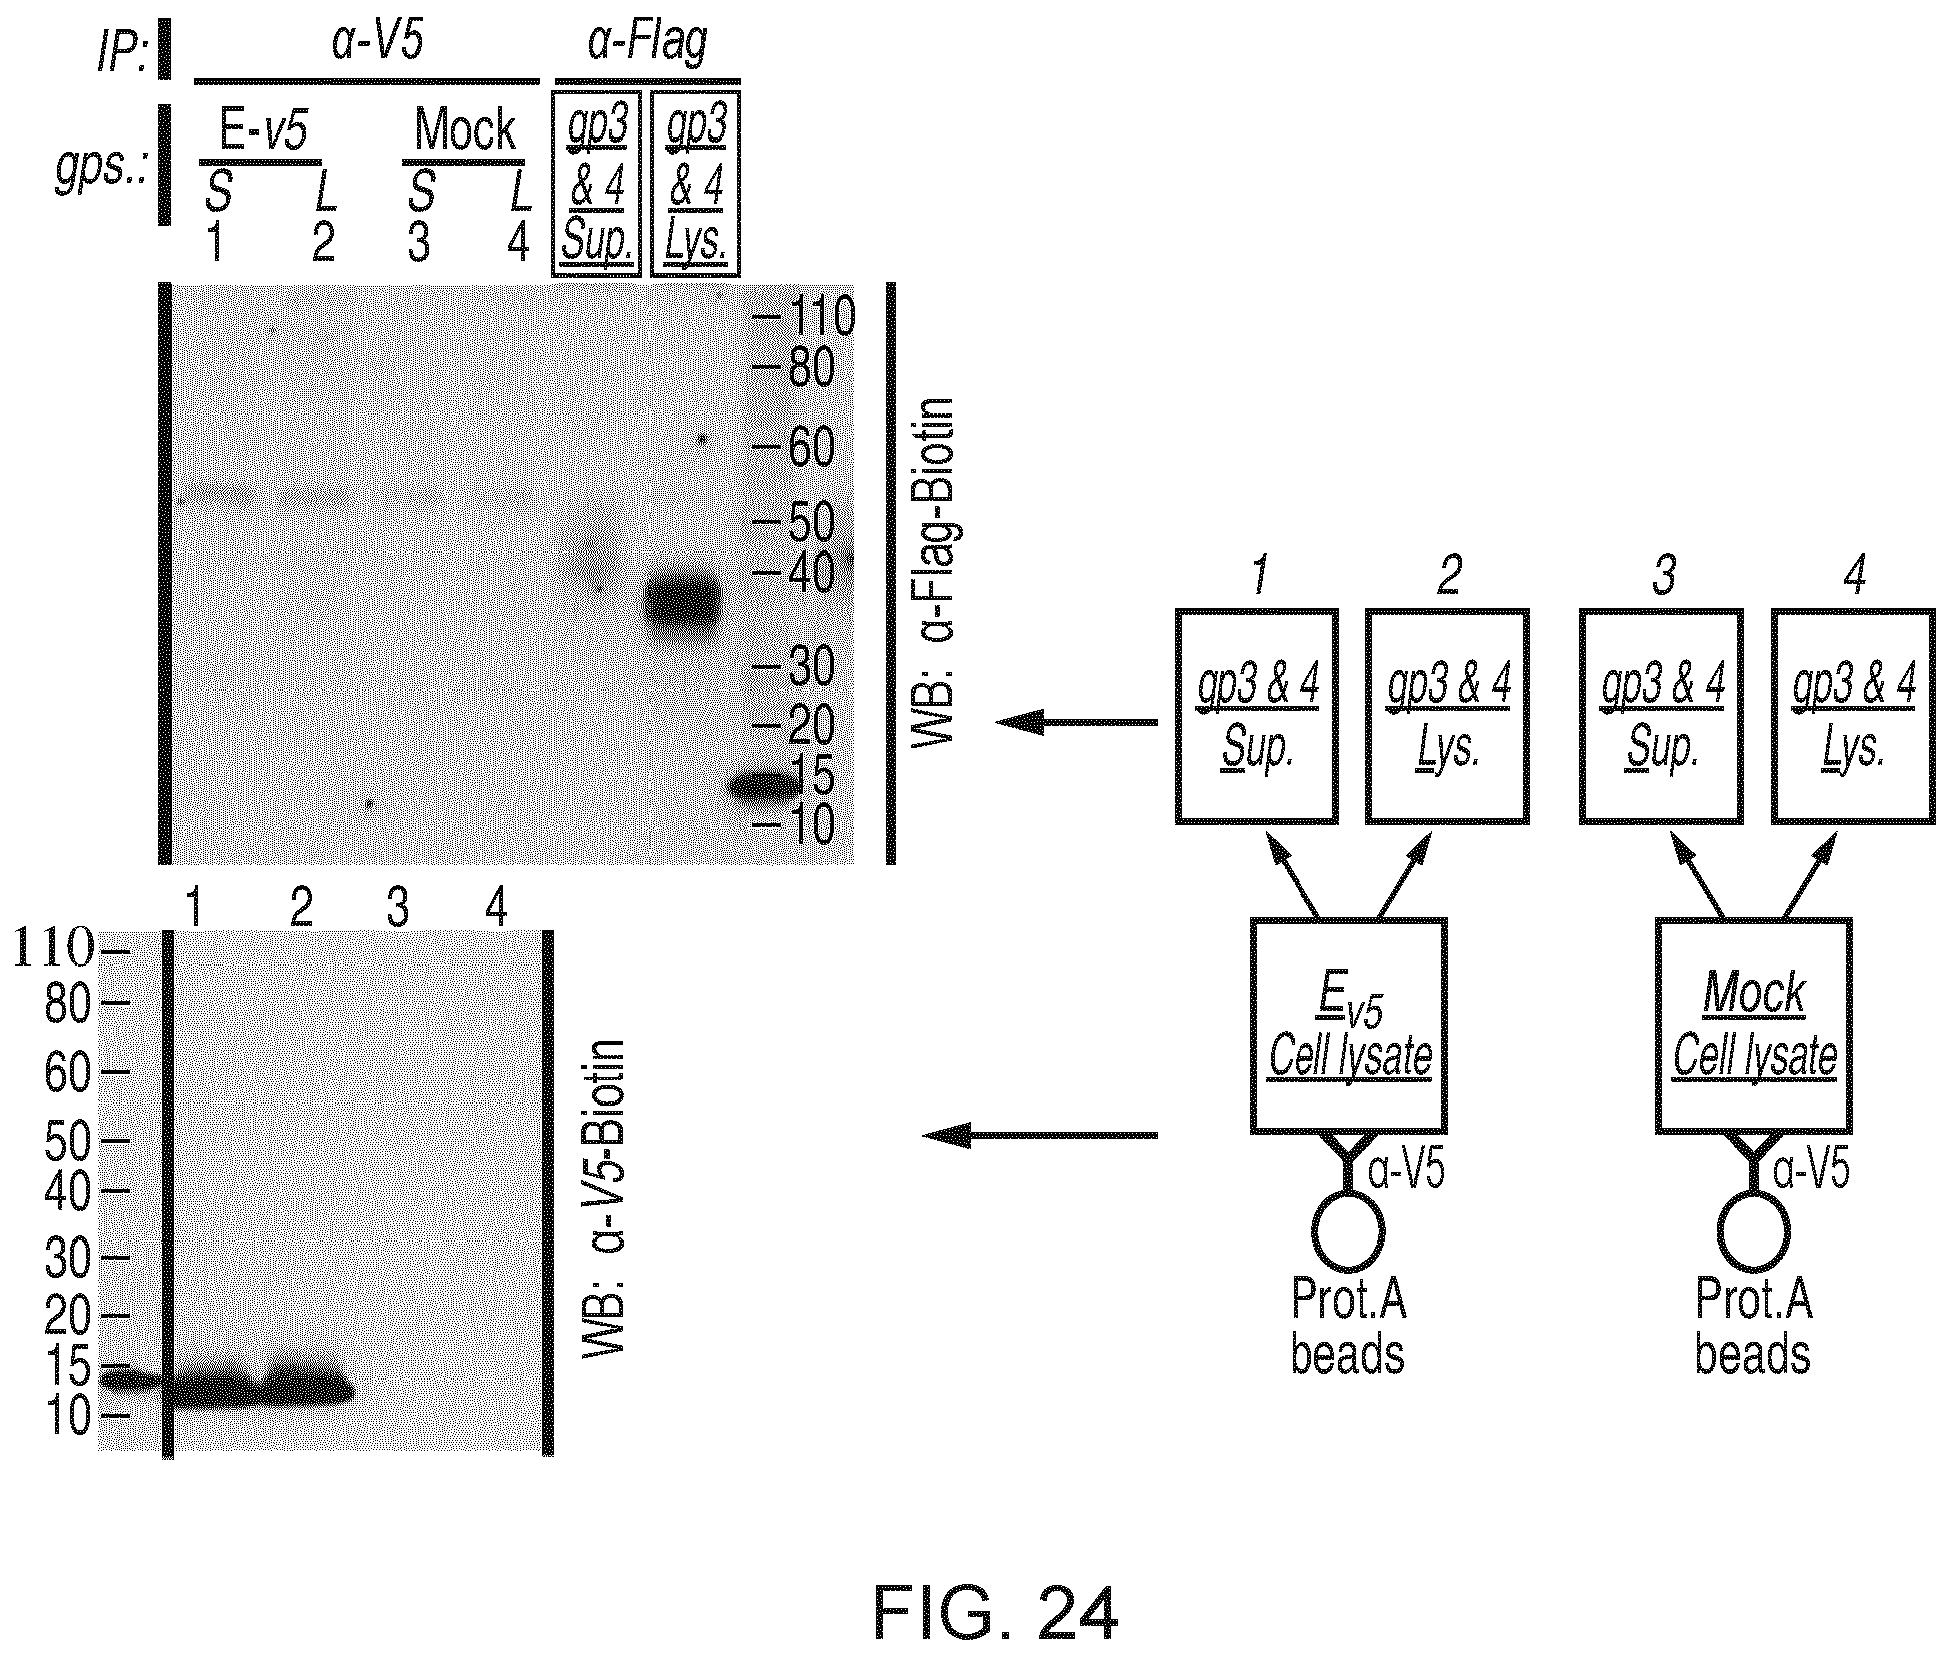 IP: α-V5 α-Flag
gps.: E-v5 Mock
S L S L
1 2 3 4
gp3
& 4
Sup.
gp3
& 4
Lys.
110
80
60
50
40
30
20
15
10
WB: α-Flag-Biotin
1 2 3 4
110
80
60
50
40
30
20
15
10
WB: α-V5-Biotin
1 2 3 4
gp3 & 4
Sup.
gp3 & 4
Lys.
gp3 & 4
Sup.
gp3 & 4
Lys.
Ev5
Cell lysate
Mock
Cell lysate
α-V5
α-V5
Prot.A
beads
Prot.A
beads
FIG. 24